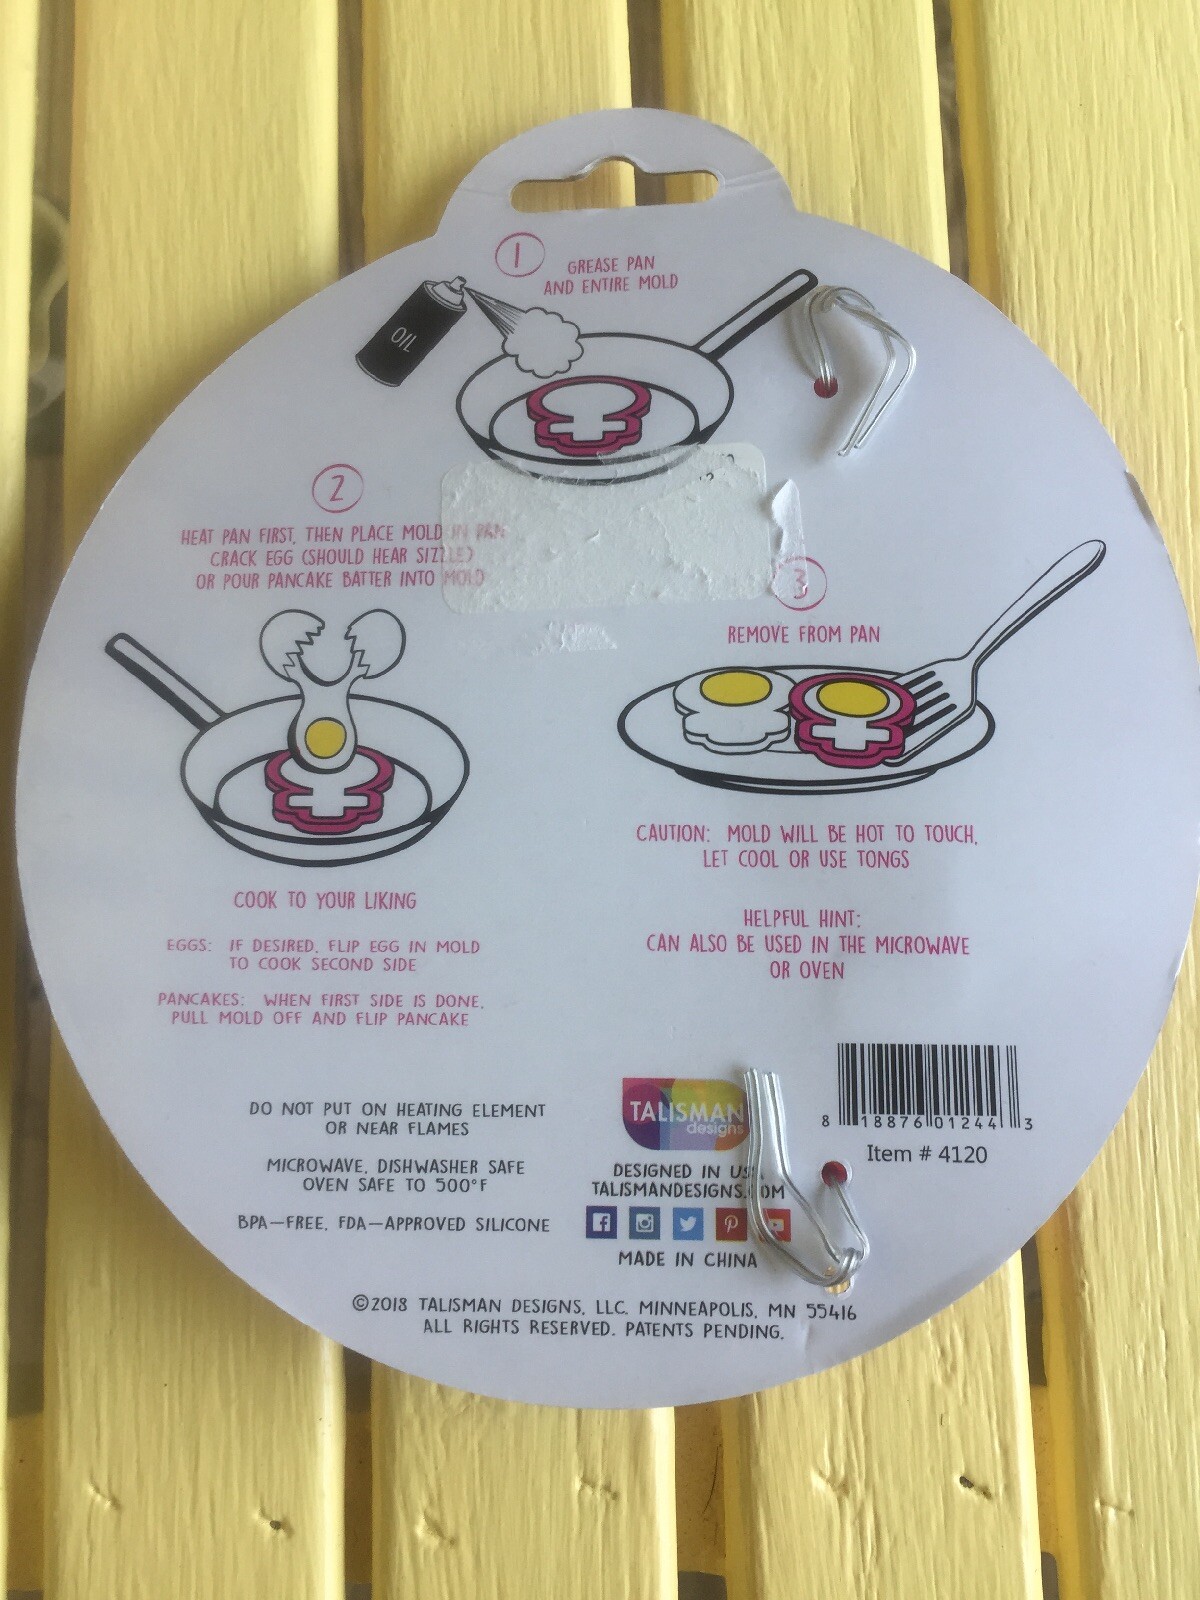 1
GREASE PAN
AND ENTIRE MOLD
OIL
2
HEAT PAN FIRST, THEN PLACE MOLD IN PAN
CRACK EGG (SHOULD HEAR SIZZLE)
OR POUR PANCAKE BATTER INTO MOLD
COOK TO YOUR LIKING
EGGS: IF DESIRED, FLIP EGG IN MOLD
TO COOK SECOND SIDE
PANCAKES: WHEN FIRST SIDE IS DONE,
PULL MOLD OFF AND FLIP PANCAKE
3
REMOVE FROM PAN
CAUTION: MOLD WILL BE HOT TO TOUCH,
LET COOL OR USE TONGS
HELPFUL HINT:
CAN ALSO BE USED IN THE MICROWAVE
OR OVEN
DO NOT PUT ON HEATING ELEMENT
OR NEAR FLAMES
MICROWAVE, DISHWASHER SAFE
OVEN SAFE TO 500°F
BPA-FREE, FDA-APPROVED SILICONE
TALISMAN
designs
DESIGNED IN USA
TALISMANDESIGNS.COM
MADE IN CHINA
8 18876 01244 3
Item # 4120
©2018 TALISMAN DESIGNS, LLC. MINNEAPOLIS, MN 55416
ALL RIGHTS RESERVED. PATENTS PENDING.